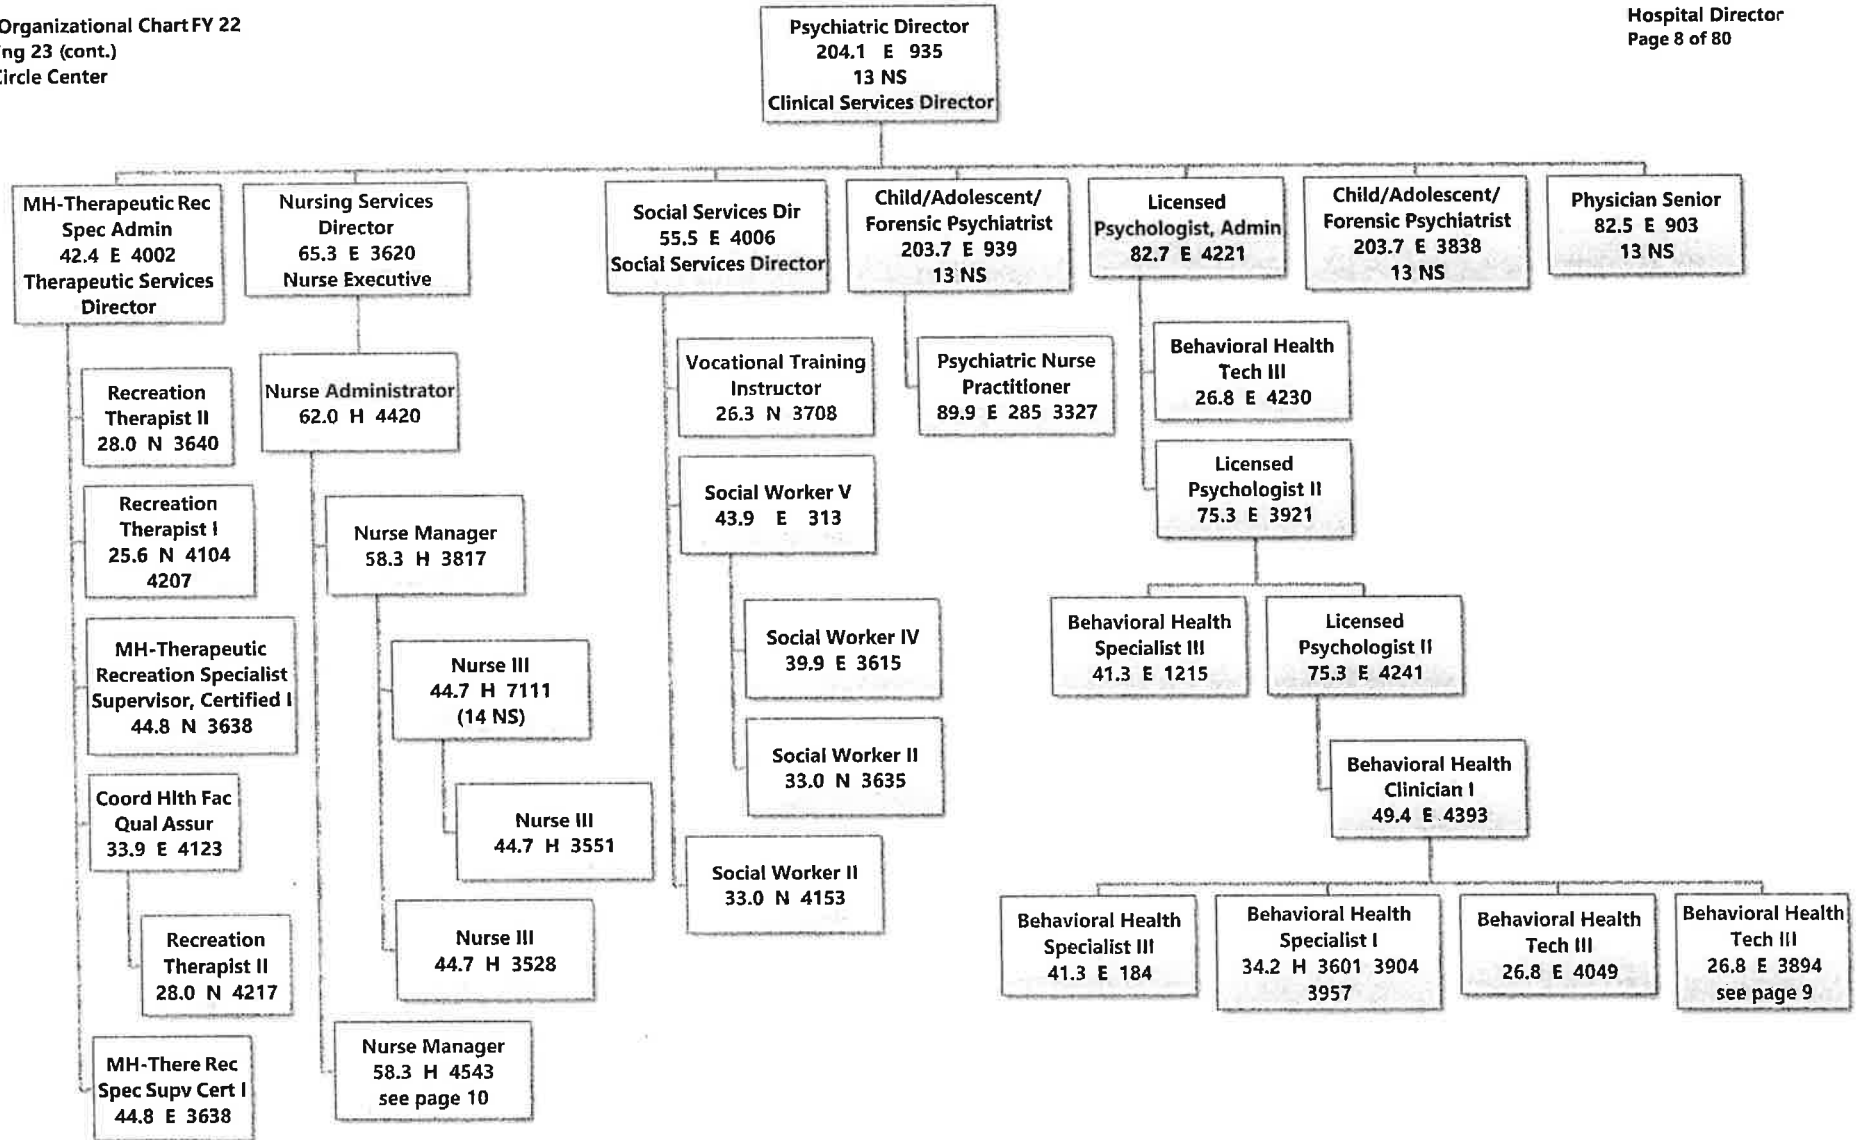 Organizational Chart FY 22
ng 23 (cont.)
Circle Center
Hospital Director
Page 8 of 80
Psychiatric Director
204.1 E 935
13 NS
Clinical Services Director
MH-Therapeutic Rec
Spec Admin
42.4 E 4002
Therapeutic Services
Director
Nursing Services
Director
65.3 E 3620
Nurse Executive
Social Services Dir
55.5 E 4006
Social Services Director
Child/Adolescent/
Forensic Psychiatrist
203.7 E 939
13 NS
Licensed
Psychologist, Admin
82.7 E 4221
Child/Adolescent/
Forensic Psychiatrist
203.7 E 3838
13 NS
Physician Senior
82.5 E 903
13 NS
Recreation
Therapist II
28.0 N 3640
Recreation
Therapist I
25.6 N 4104
4207
MH-Therapeutic
Recreation Specialist
Supervisor, Certified I
44.8 N 3638
Coord Hlth Fac
Qual Assur
33.9 E 4123
Recreation
Therapist II
28.0 N 4217
MH-There Rec
Spec Supv Cert I
44.8 E 3638
Nurse Administrator
62.0 H 4420
Nurse Manager
58.3 H 3817
Nurse III
44.7 H 7111
(14 NS)
Nurse III
44.7 H 3551
Nurse III
44.7 H 3528
Nurse Manager
58.3 H 4543
see page 10
Vocational Training
Instructor
26.3 N 3708
Social Worker V
43.9 E 313
Social Worker IV
39.9 E 3615
Social Worker II
33.0 N 3635
Social Worker II
33.0 N 4153
Psychiatric Nurse
Practitioner
89.9 E 285 3327
Behavioral Health
Tech III
26.8 E 4230
Licensed
Psychologist II
75.3 E 3921
Behavioral Health
Specialist III
41.3 E 1215
Licensed
Psychologist II
75.3 E 4241
Behavioral Health
Clinician I
49.4 E 4393
Behavioral Health
Specialist III
41.3 E 184
Behavioral Health
Specialist I
34.2 H 3601 3904
3957
Behavioral Health
Tech III
26.8 E 4049
Behavioral Health
Tech III
26.8 E 3894
see page 9